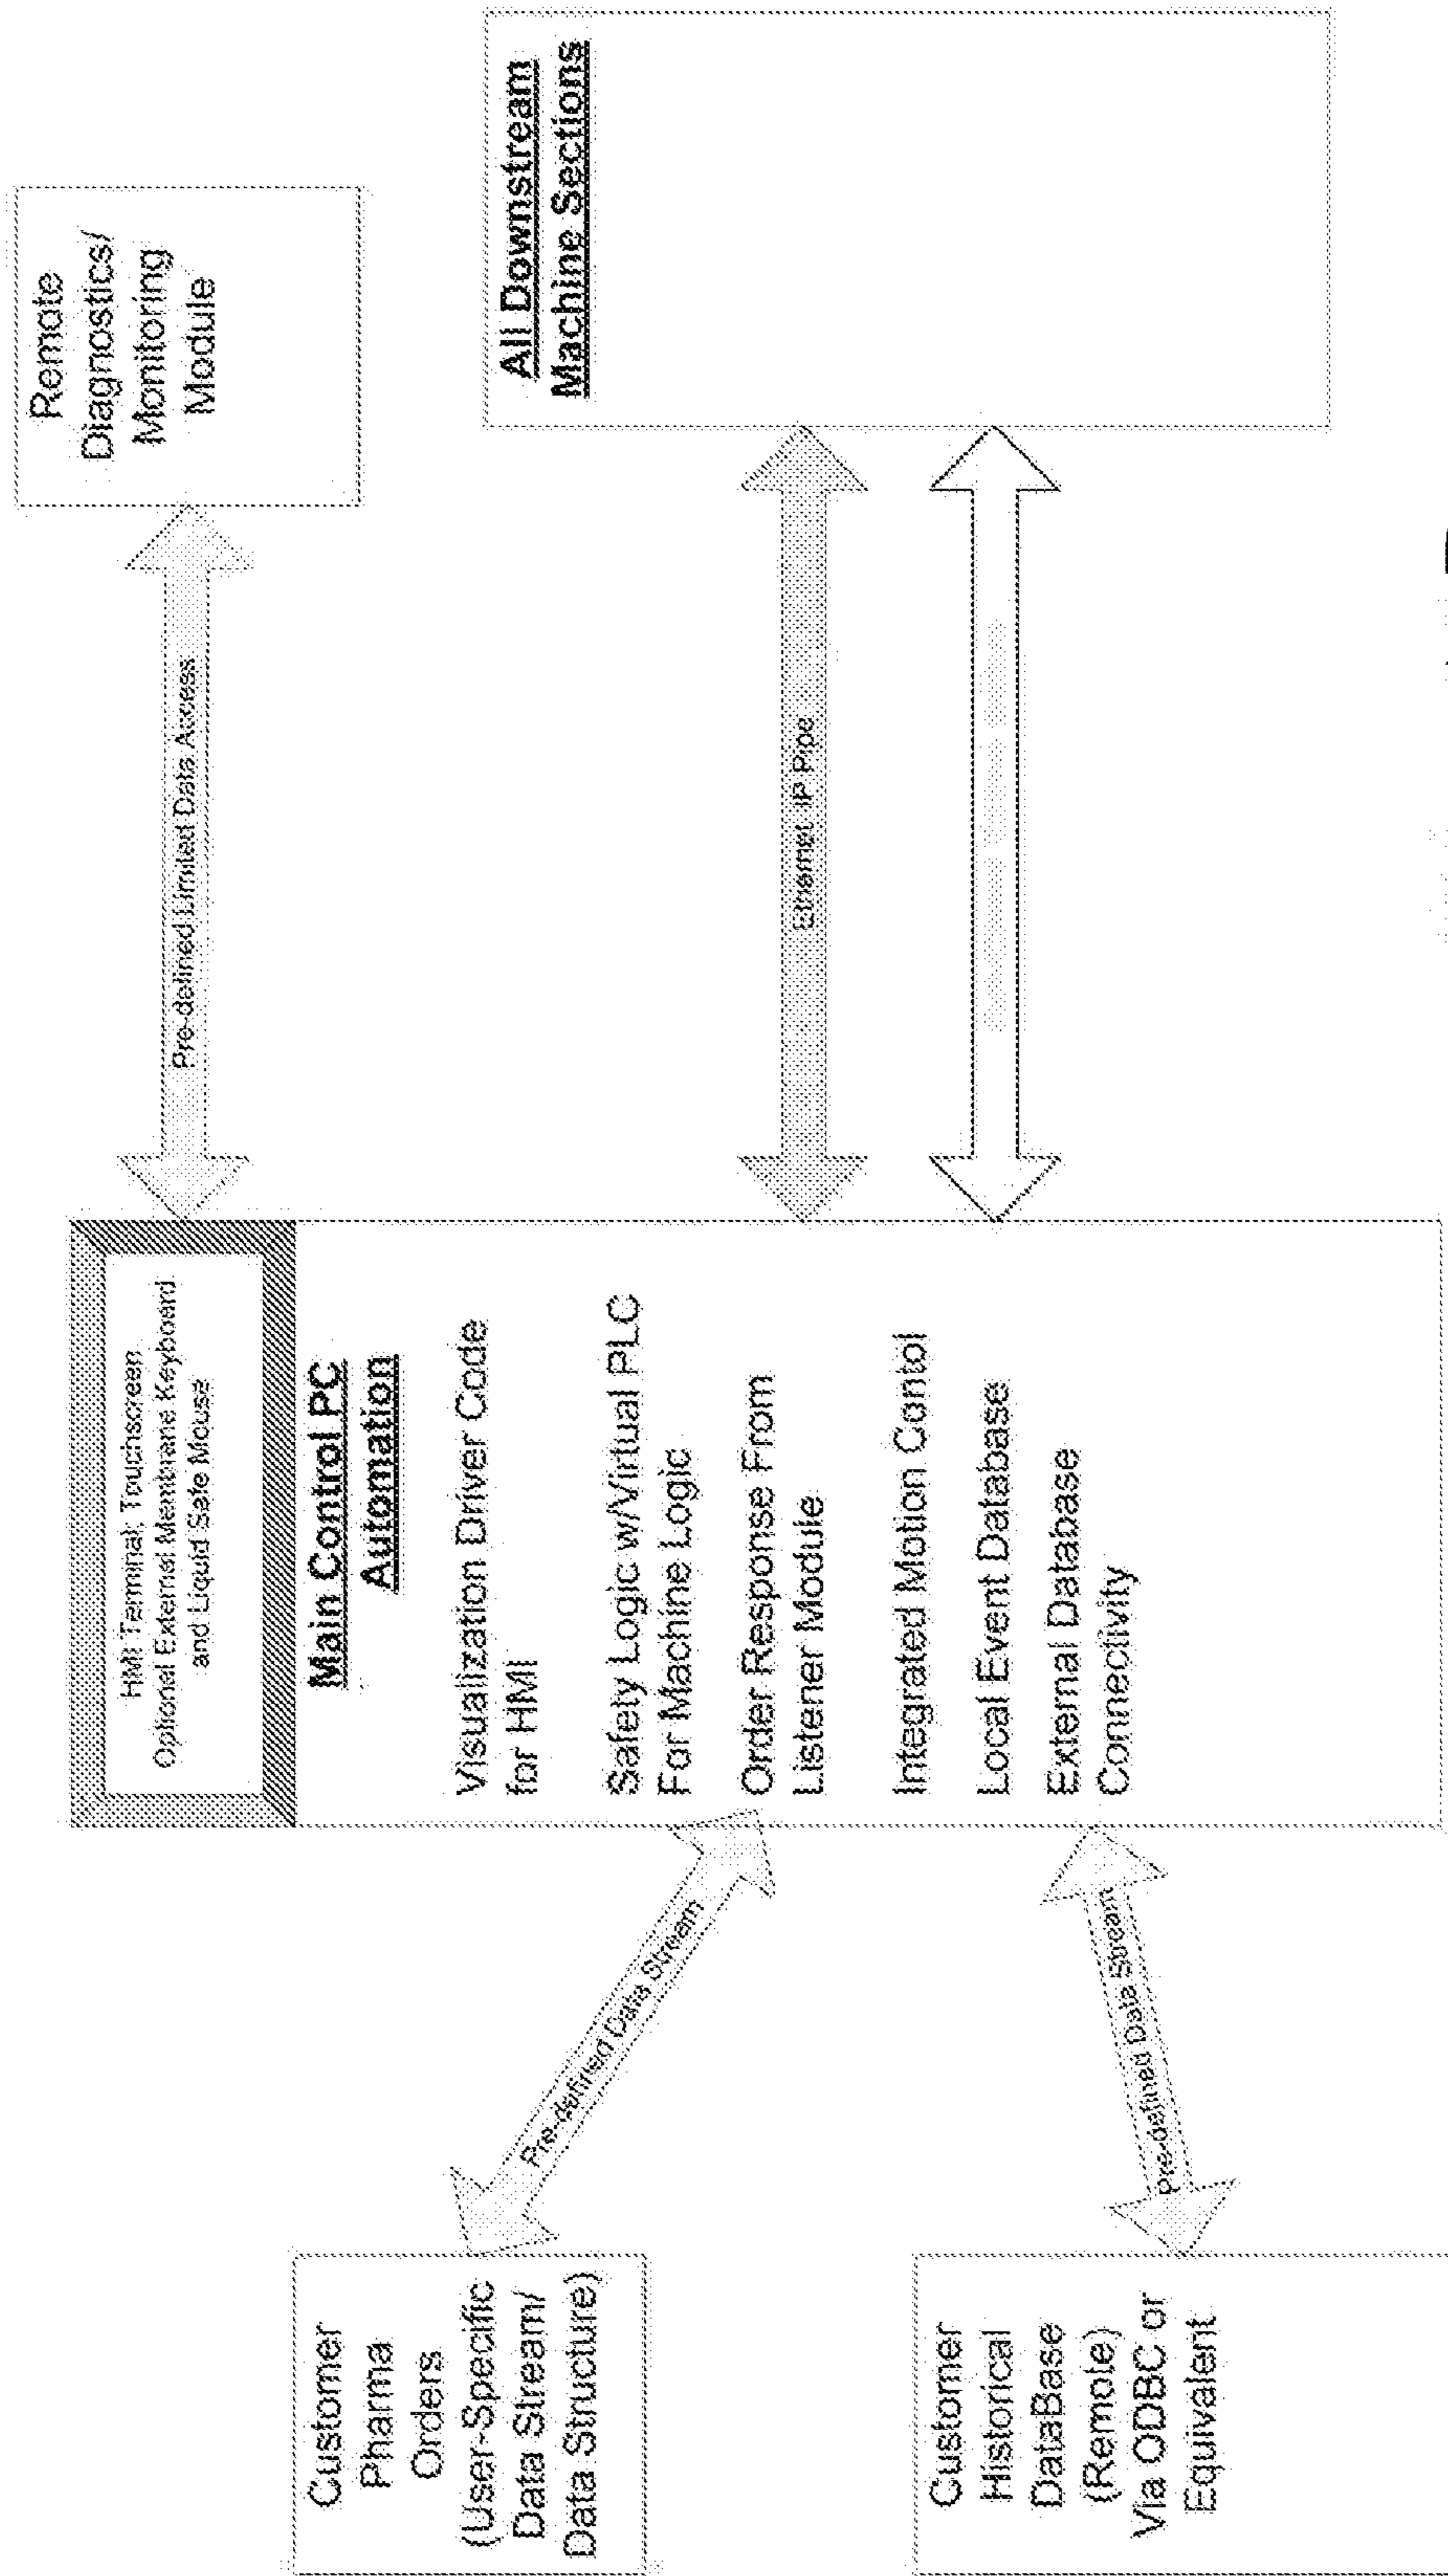 Customer
Pharma
Orders
(User-Specific
Data Stream/
Data Structure)
Customer
Historical
DataBase
(Remote)
Via ODBC or
Equivalent
Pre-defined Data Stream
Pre-defined Data Stream
HMI Terminal; Touchscreen
Optional External Membrane Keyboard
and Liquid Safe Mouse
Main Control PC
Automation
Visualization Driver Code
for HMI
Safety Logic w/Virtual PLC
For Machine Logic
Order Response From
Listener Module
Integrated Motion Contol
Local Event Database
External Database
Connectivity
Pre-defined Limited Data Access
Ethernet IP Pipe
Remote
Diagnostics/
Monitoring
Module
All Downstream
Machine Sections